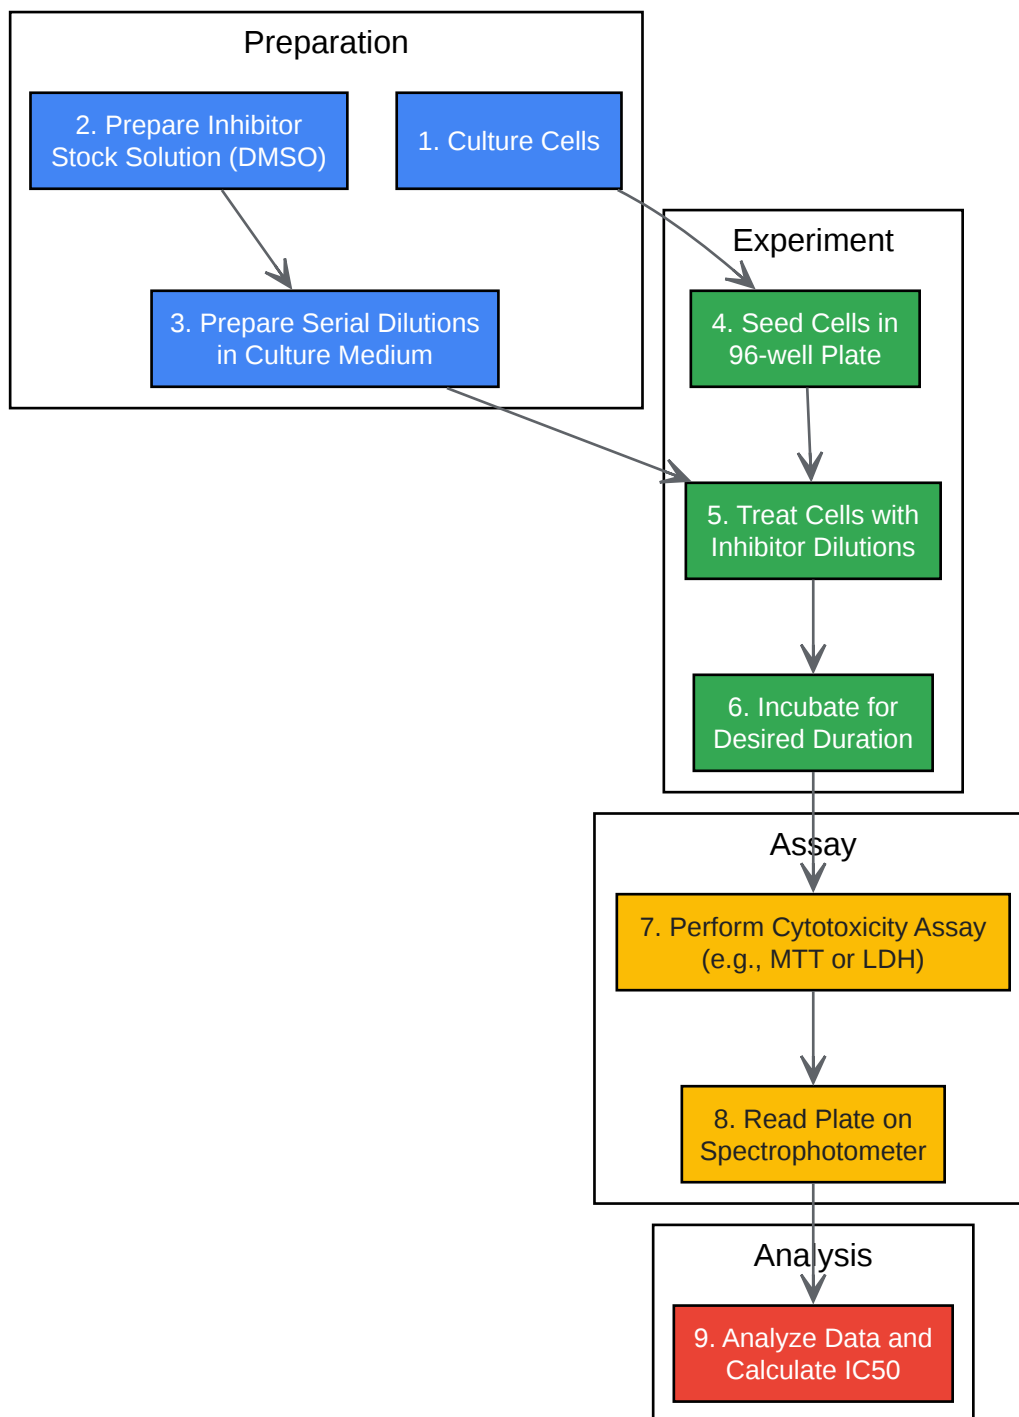 Preparation
2. Prepare Inhibitor
Stock Solution (DMSO)
1. Culture Cells
3. Prepare Serial Dilutions
in Culture Medium
Experiment
4. Seed Cells in
96-well Plate
5. Treat Cells with
Inhibitor Dilutions
6. Incubate for
Desired Duration
Assay
7. Perform Cytotoxicity Assay
(e.g., MTT or LDH)
8. Read Plate on
Spectrophotometer
Analysis
9. Analyze Data and
Calculate IC50